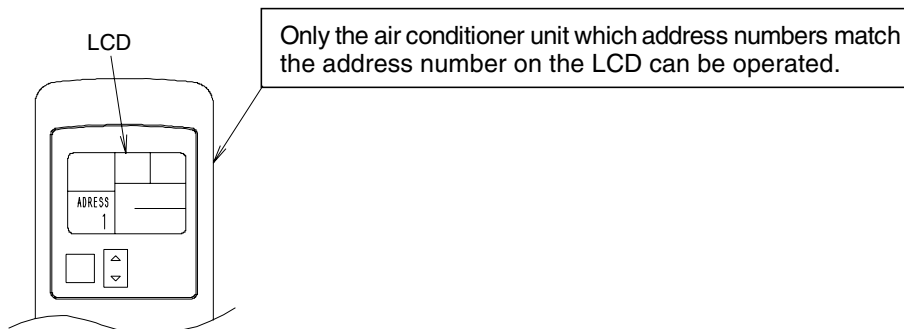 LCD
Only the air conditioner unit which address numbers match
the address number on the LCD can be operated.
ADRESS
1